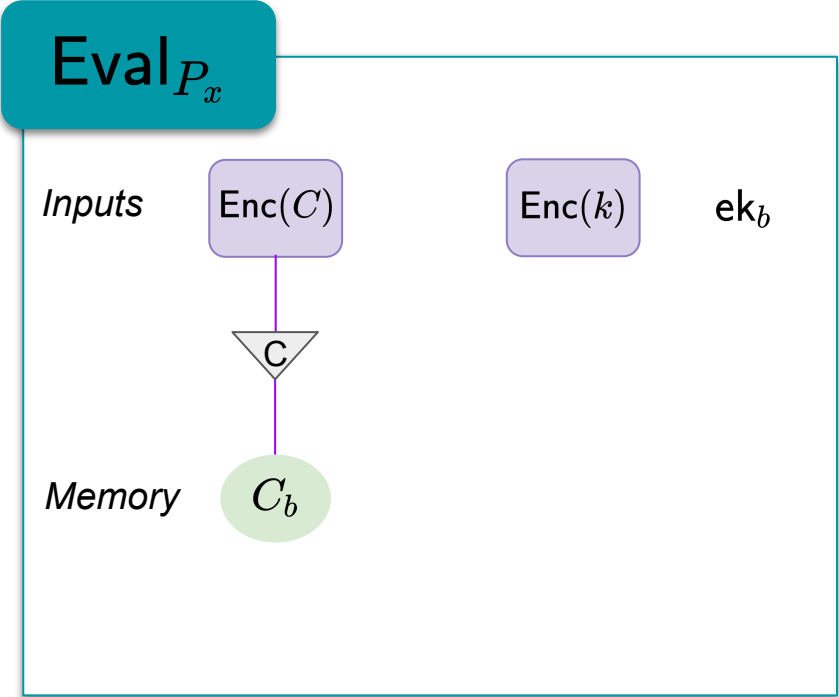 Eval_{P_x}
Inputs Enc(C) Enc(k) ek_b
C
Memory C_b